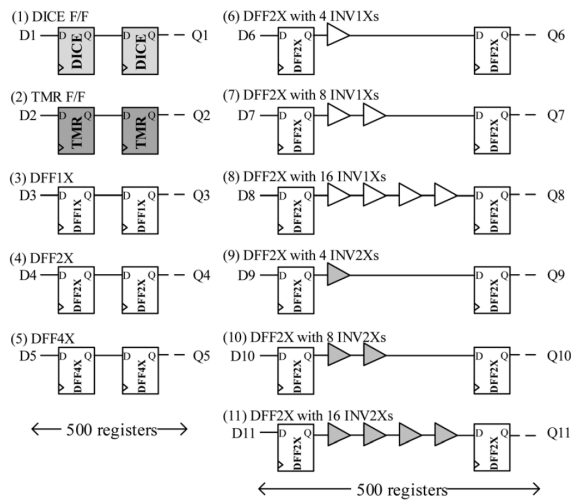 (1) DICE F/F
D1 D Q DICE D Q DICE Q1
(2) TMR F/F
D2 D Q TMR D Q TMR Q2
(3) DFF1X
D3 D Q DFF1X D Q DFF1X Q3
(4) DFF2X
D4 D Q DFF2X D Q DFF2X Q4
(5) DFF4X
D5 D Q DFF4X D Q DFF4X Q5
500 registers
(6) DFF2X with 4 INV1Xs
D6 D Q DFF2X D Q DFF2X Q6
(7) DFF2X with 8 INV1Xs
D7 D Q DFF2X D Q DFF2X Q7
(8) DFF2X with 16 INV1Xs
D8 D Q DFF2X D Q DFF2X Q8
(9) DFF2X with 4 INV2Xs
D9 D Q DFF2X D Q DFF2X Q9
(10) DFF2X with 8 INV2Xs
D10 D Q DFF2X D Q DFF2X Q10
(11) DFF2X with 16 INV2Xs
D11 D Q DFF2X D Q DFF2X Q11
500 registers